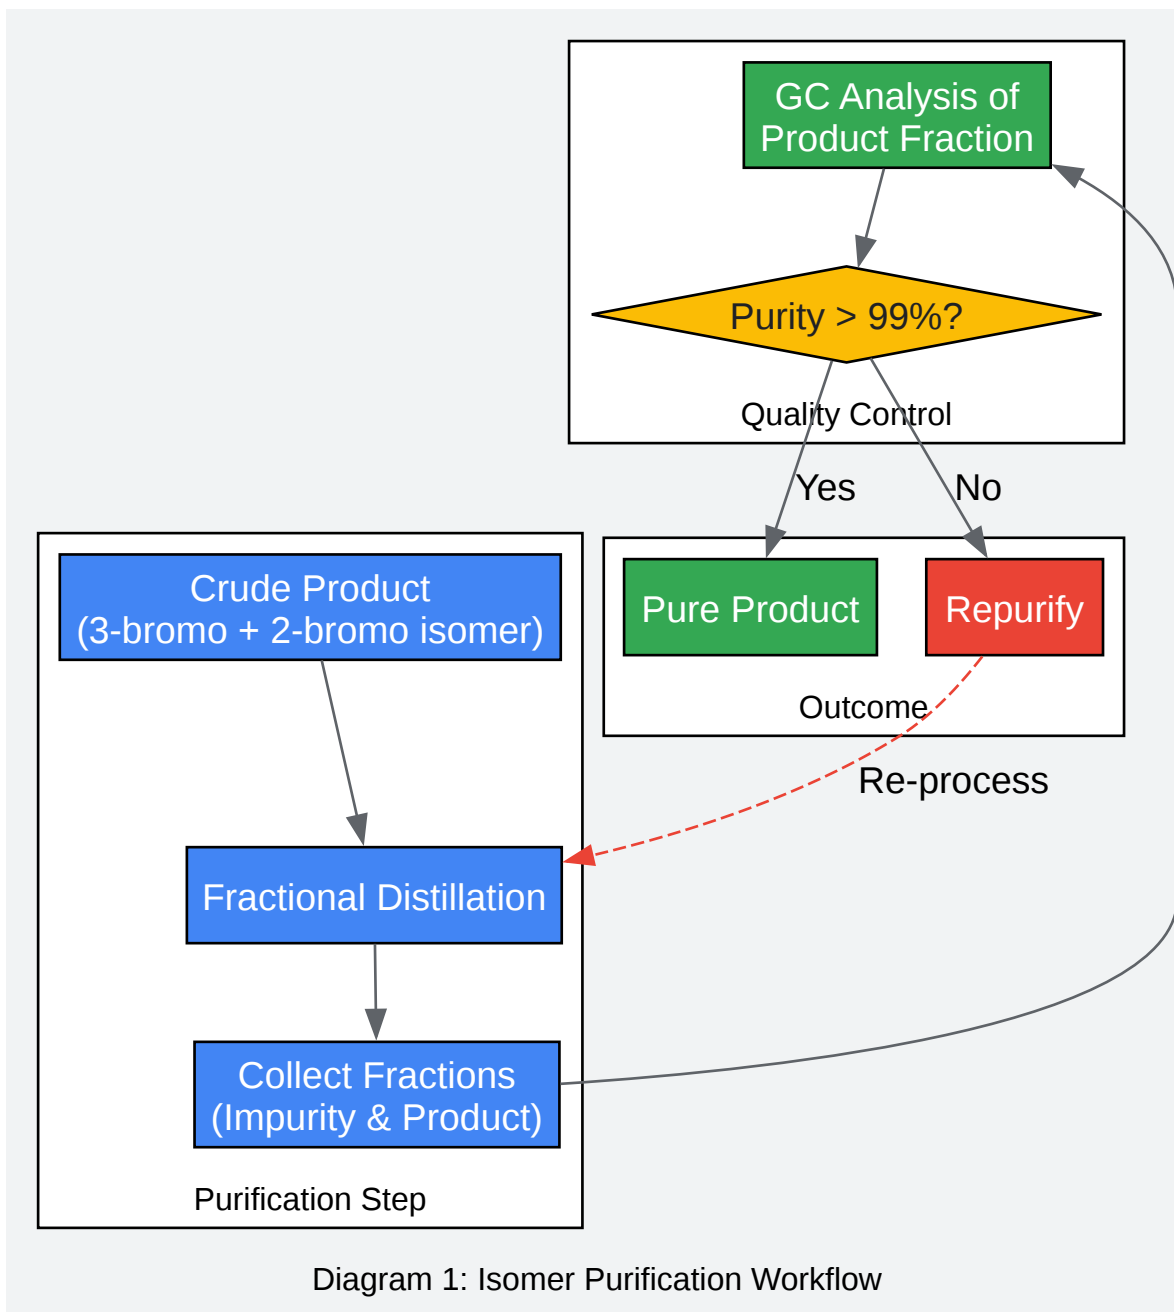 GC Analysis of
Product Fraction
Purity > 99%?
Quality Control
Yes
No
Crude Product
(3-bromo + 2-bromo isomer)
Pure Product
Repurify
Outcome
Re-process
Fractional Distillation
Collect Fractions
(Impurity & Product)
Purification Step
Diagram 1: Isomer Purification Workflow